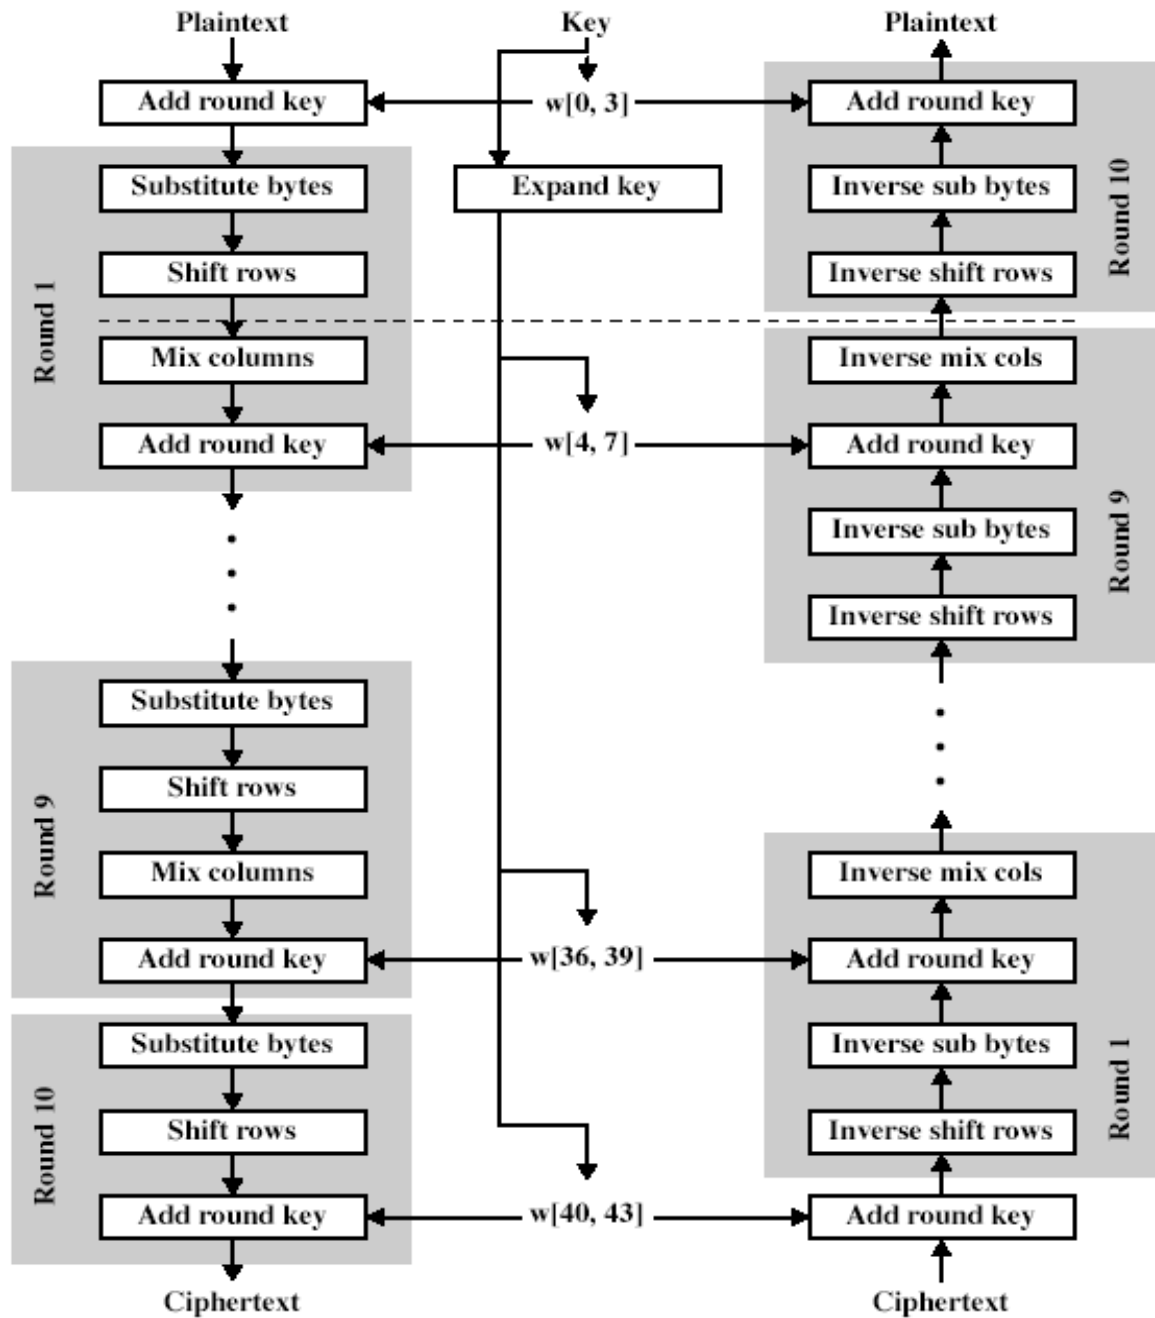 Plaintext
Key
Plaintext
Add round key
w[0, 3]
Add round key
Substitute bytes
Expand key
Inverse sub bytes
Round 10
Shift rows
Inverse shift rows
Round 1
Mix columns
Inverse mix cols
Add round key
w[4, 7]
Add round key
Inverse sub bytes
Round 9
Inverse shift rows
Substitute bytes
Shift rows
Round 9
Mix columns
Inverse mix cols
Add round key
w[36, 39]
Add round key
Substitute bytes
Inverse sub bytes
Round 1
Round 10
Shift rows
Inverse shift rows
Add round key
w[40, 43]
Add round key
Ciphertext
Ciphertext